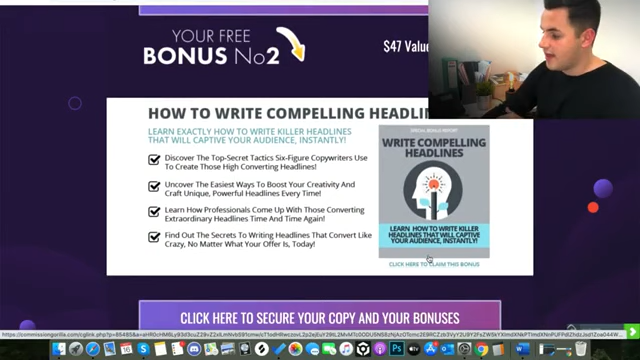 YOUR FREE
BONUS No2
$47 Value
HOW TO WRITE COMPELLING
LEARN EXACTLY HOW TO WRITE KILLER HEADLINES
THAT WILL CAPTIVE YOUR AUDIENCE, INSTANTLY!
Discover The Top-Secret Tactics Six-Figure Copywriters Use
To Create Those High Converting Headlines!
Uncover The Easiest Ways To Boost Your Creativity And
Craft Unique, Powerful Headlines Every Time!
Learn How Professionals Come Up With Those Converting
Extraordinary Headlines Time And Time Again!
Find Out The Secrets To Writing Headlines That Convert Like
Crazy, No Matter What Your Offer Is, Today!
SPECIAL BONUS REPORT
WRITE COMPELLING
HEADLINES
LEARN HOW TO WRITE KILLER
HEADLINES THAT WILL CAPTIVE
YOUR AUDIENCE, INSTANTLY!
CLICK HERE TO CLAIM THIS BONUS
CLICK HERE TO SECURE YOUR COPY AND YOUR BONUSES